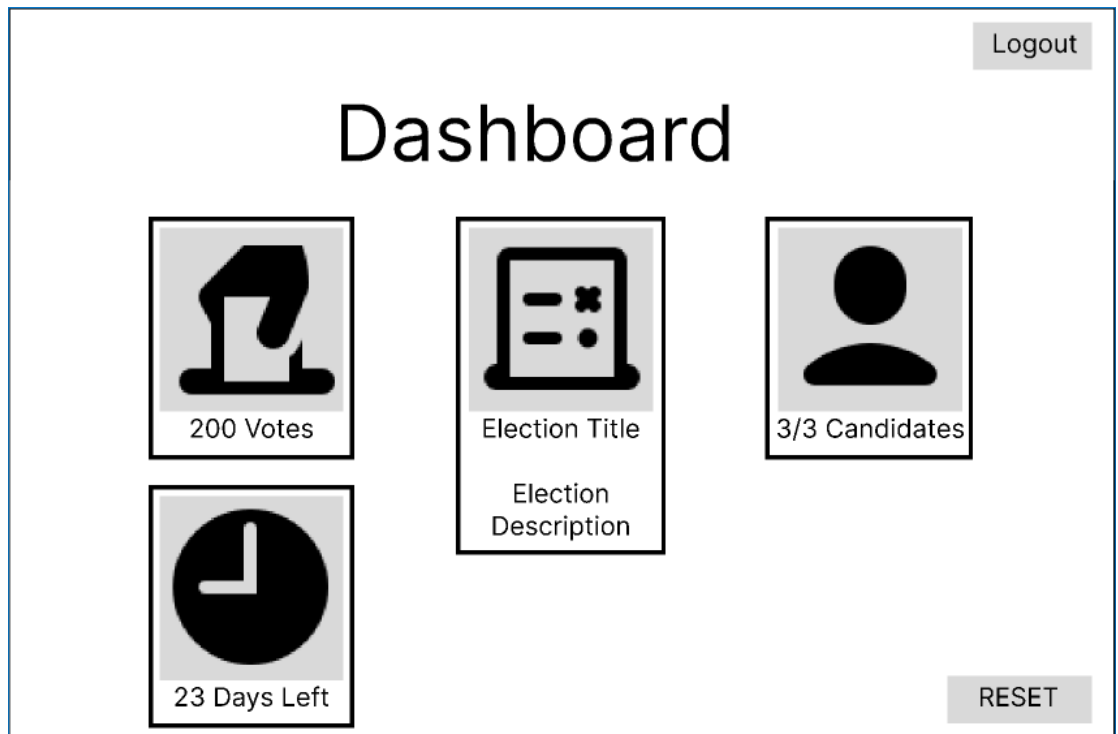 Logout
Dashboard
200 Votes
Election Title
Election
Description
3/3 Candidates
23 Days Left
RESET